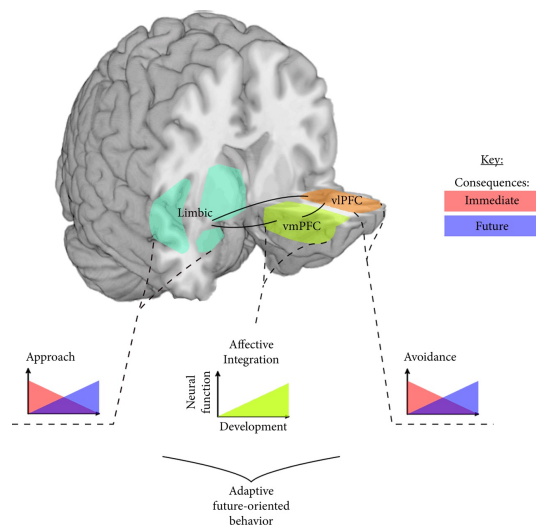 Limbic
vlPFC
vmPFC
Key:
Consequences:
Immediate
Future
Approach
Affective
Integration
Neural
function
Development
Avoidance
Adaptive
future-oriented
behavior